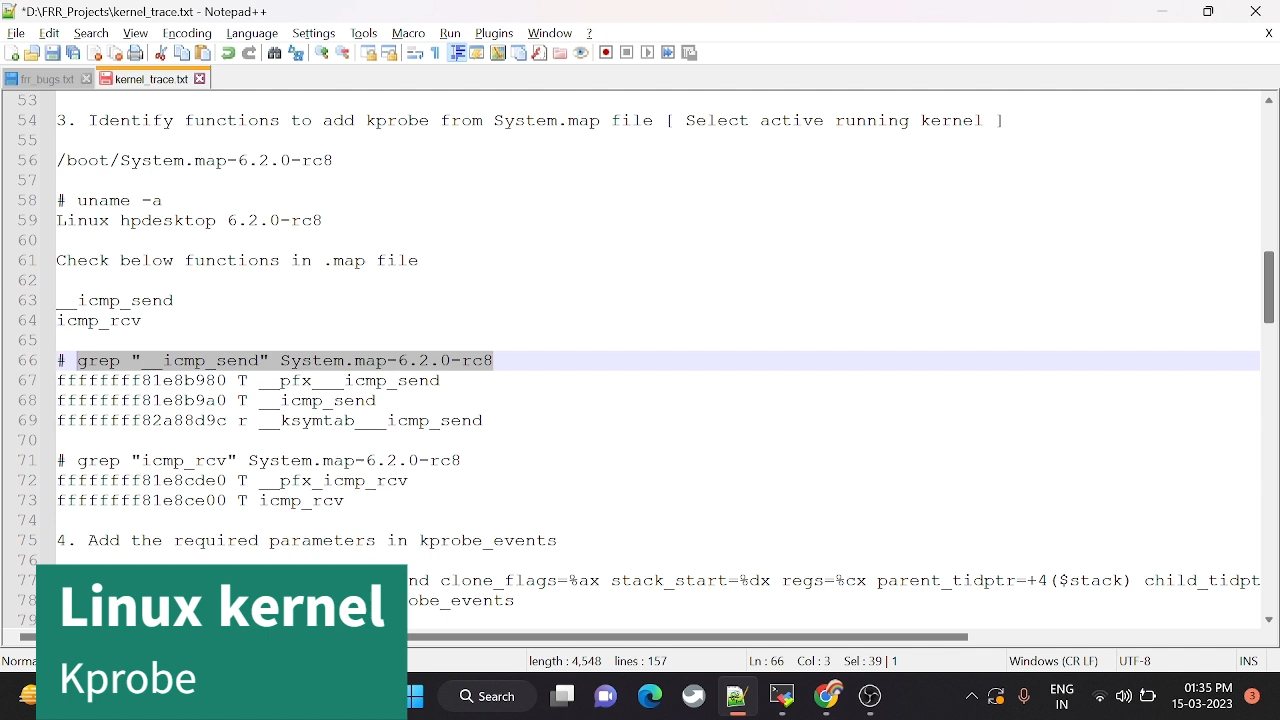 *D:\FRR_Projects\kernel_trace.txt - Notepad++
File Edit Search View Encoding Language Settings Tools Macro Run Plugins Window ?
X
frr_bugs.txt kernel_trace.txt
53
54 3. Identify functions to add kprobe from System.map file [ Select active running kernel ]
55
56 /boot/System.map-6.2.0-rc8
57
58 # uname -a
59 Linux hpdesktop 6.2.0-rc8
60
61 Check below functions in .map file
62
63 __icmp_send
64 icmp_rcv
65
66 # grep "__icmp_send" System.map-6.2.0-rc8
67 ffffffff81e8b980 T __pfx___icmp_send
68 ffffffff81e8b9a0 T __icmp_send
69 ffffffff82a88d9c r __ksymtab___icmp_send
70
71 # grep "icmp_rcv" System.map-6.2.0-rc8
72 ffffffff81e8cde0 T __pfx_icmp_rcv
73 ffffffff81e8ce00 T icmp_rcv
74
75 4. Add the required parameters in kprobe_events
76
77 nd clone_flags=%ax stack_start=%dx regs=%cx parent_tidptr=+4($stack) child_tidpt
78 obe_events
79
Linux kernel
Kprobe
Norma length : 4,548 lines : 157 Ln : 66 Col : 3 Sel : 39 | 1 Windows (CR LF) UTF-8 INS
Search
ENG
IN
01:35 PM
15-03-2023
3